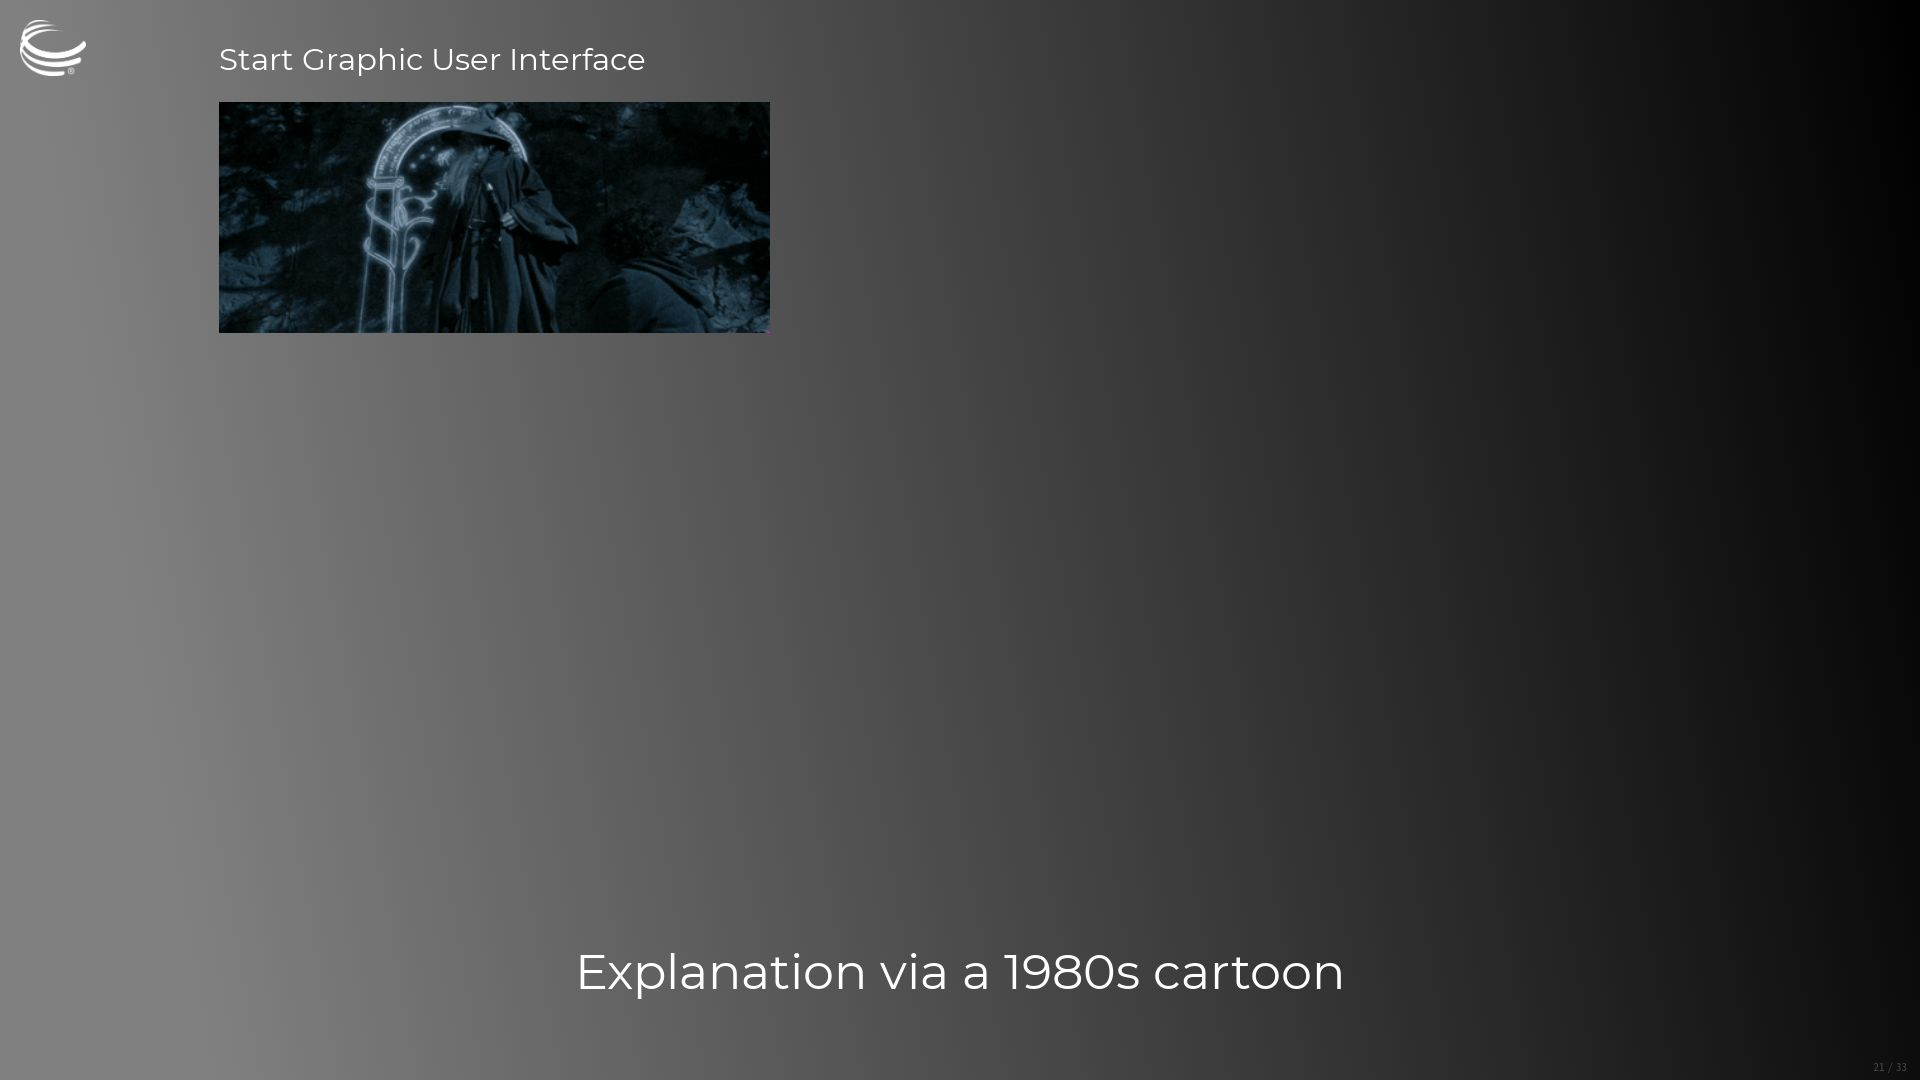 Start Graphic User Interface
Explanation via a 1980s cartoon
21 / 33